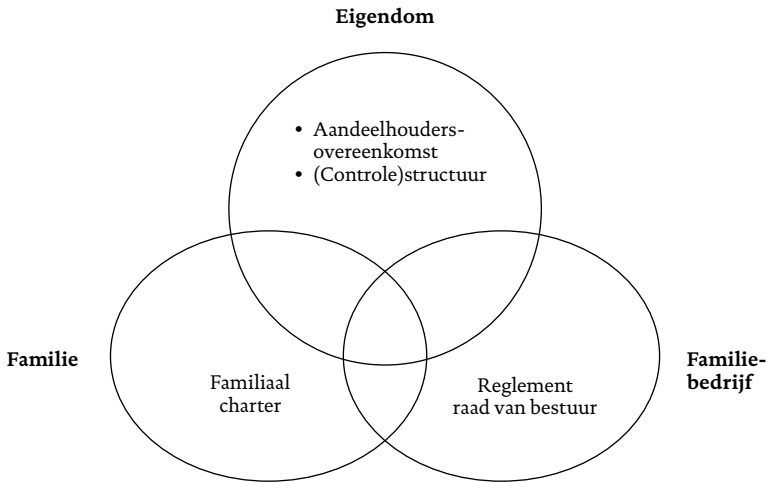 Eigendom
• Aandeelhouders-
overeenkomst
• (Controle)structuur
Familie
Familiaal
charter
Reglement
raad van bestuur
Familie-
bedrijf